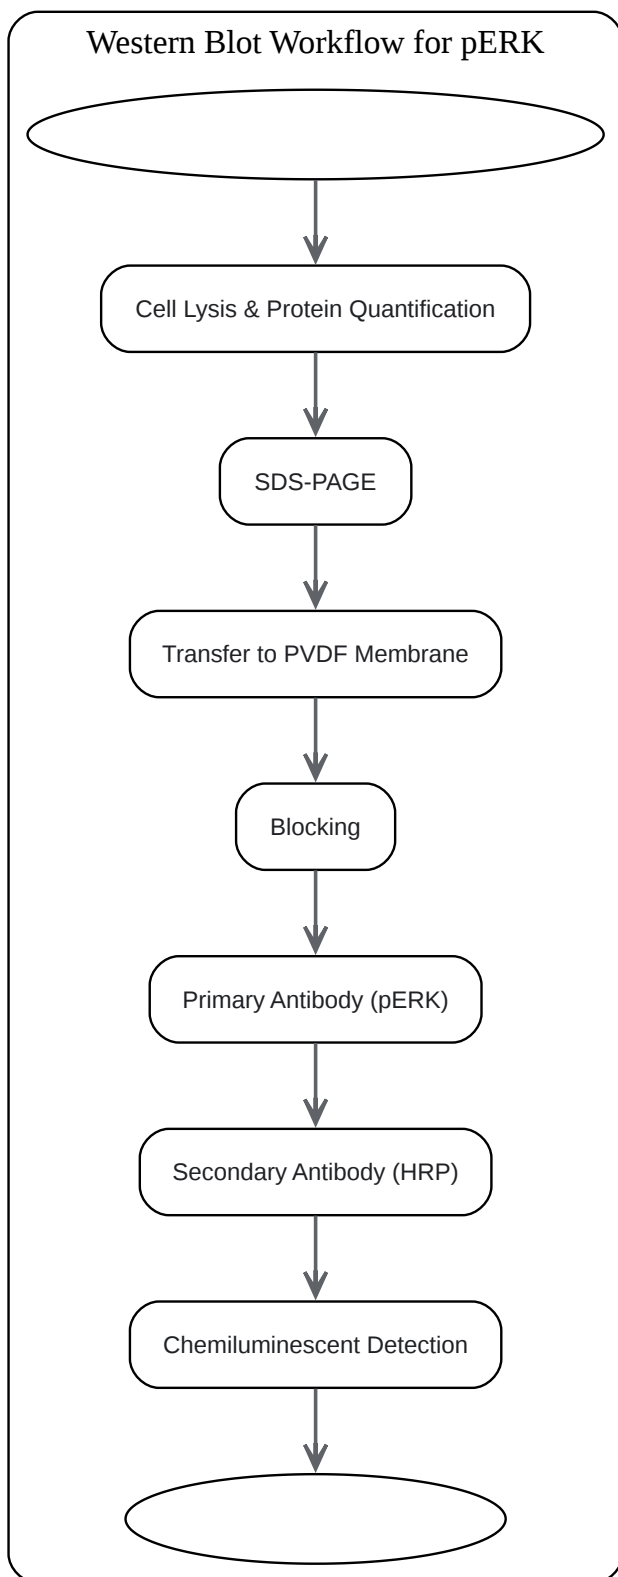 Western Blot Workflow for pERK
Cell Lysis & Protein Quantification
SDS-PAGE
Transfer to PVDF Membrane
Blocking
Primary Antibody (pERK)
Secondary Antibody (HRP)
Chemiluminescent Detection